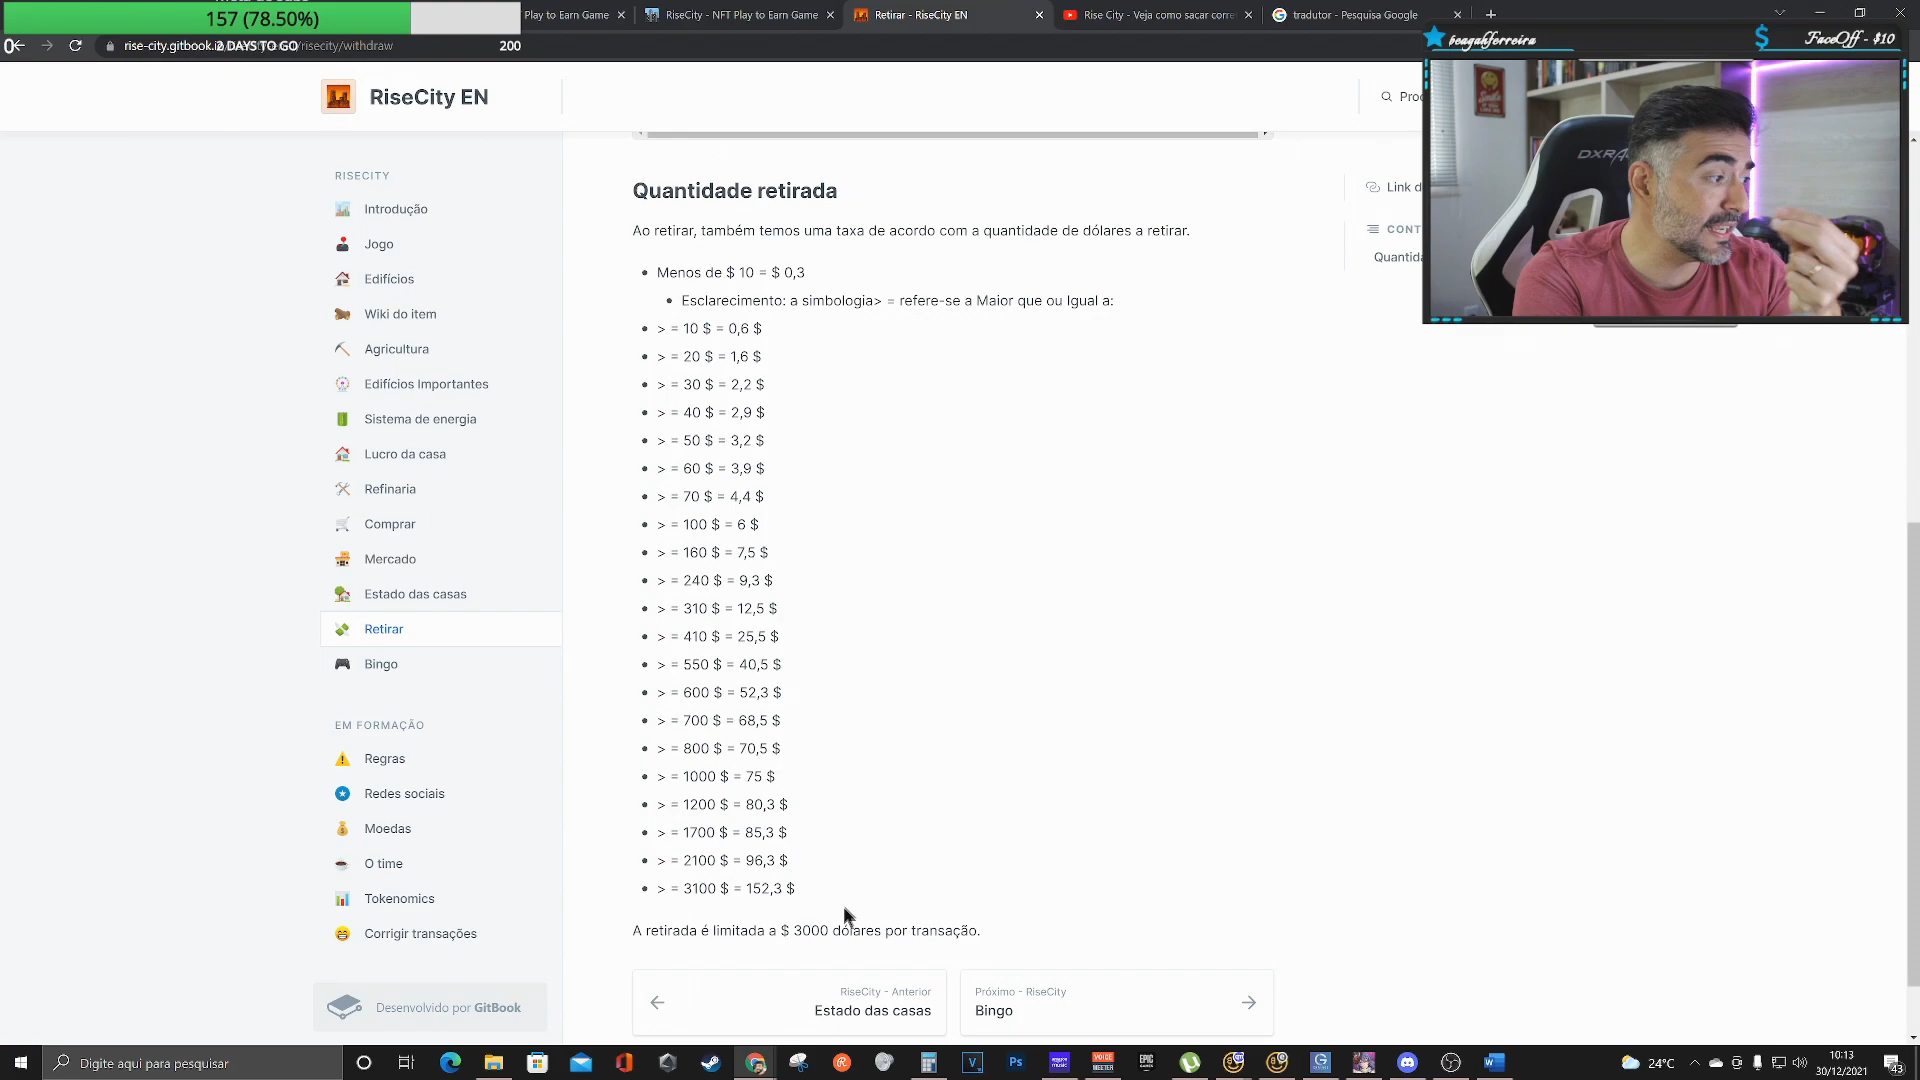 157 (78.50%)
Play to Earn Game
RiseCity - NFT Play to Earn Game
Retirar - RiseCity EN
Rise City - Veja como sacar corre
tradutor - Pesquisa Google
0
rise-city.gitbook.i
2 DAYS TO GO
/risecity/withdraw
200
beagahferreira
FaceOff - $10
RiseCity EN
RISECITY
Introdução
Jogo
Edifícios
Wiki do item
Agricultura
Edifícios Importantes
Sistema de energia
Lucro da casa
Refinaria
Comprar
Mercado
Estado das casas
Retirar
Bingo
EM FORMAÇÃO
Regras
Redes sociais
Moedas
O time
Tokenomics
Corrigir transações
Desenvolvido por GitBook
Quantidade retirada
Ao retirar, também temos uma taxa de acordo com a quantidade de dólares a retirar.
Menos de $ 10 = $ 0,3
Esclarecimento: a simbologia> = refere-se a Maior que ou Igual a:
> = 10 $ = 0,6 $
> = 20 $ = 1,6 $
> = 30 $ = 2,2 $
> = 40 $ = 2,9 $
> = 50 $ = 3,2 $
> = 60 $ = 3,9 $
> = 70 $ = 4,4 $
> = 100 $ = 6 $
> = 160 $ = 7,5 $
> = 240 $ = 9,3 $
> = 310 $ = 12,5 $
> = 410 $ = 25,5 $
> = 550 $ = 40,5 $
> = 600 $ = 52,3 $
> = 700 $ = 68,5 $
> = 800 $ = 70,5 $
> = 1000 $ = 75 $
> = 1200 $ = 80,3 $
> = 1700 $ = 85,3 $
> = 2100 $ = 96,3 $
> = 3100 $ = 152,3 $
A retirada é limitada a $ 3000 dólares por transação.
RiseCity - Anterior
Estado das casas
Próximo - RiseCity
Bingo
Proc
Link d
CONT
Quantida
DXRA
Digite aqui para pesquisar
24°C
10:13
30/12/2021
43